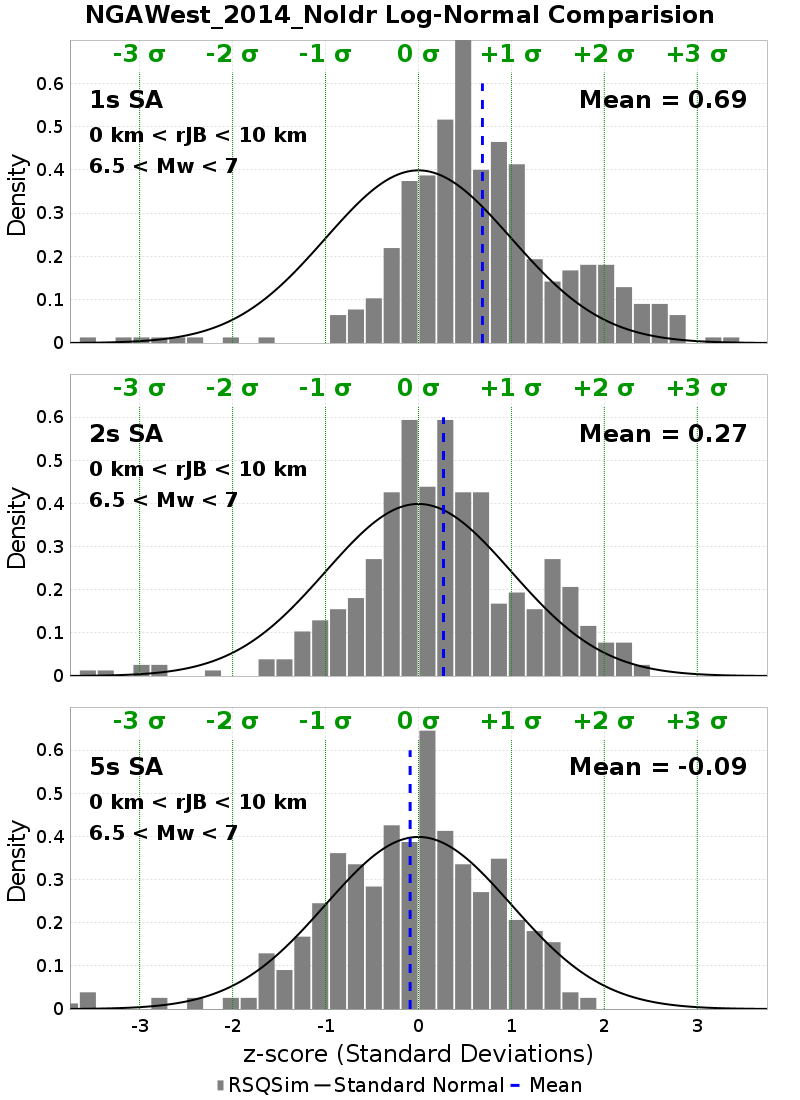 NGAWest_2014_NoIdr Log-Normal Comparision
-3 σ -2 σ -1 σ 0 σ +1 σ +2 σ +3 σ
1s SA
Mean = 0.69
0 km < rJB < 10 km
6.5 < Mw < 7
Density
0.6
0.5
0.4
0.3
0.2
0.1
0
-3 σ -2 σ -1 σ 0 σ +1 σ +2 σ +3 σ
2s SA
Mean = 0.27
0 km < rJB < 10 km
6.5 < Mw < 7
Density
0.6
0.5
0.4
0.3
0.2
0.1
0
-3 σ -2 σ -1 σ 0 σ +1 σ +2 σ +3 σ
5s SA
Mean = -0.09
0 km < rJB < 10 km
6.5 < Mw < 7
Density
0.6
0.5
0.4
0.3
0.2
0.1
0
-3 -2 -1 0 1 2 3
z-score (Standard Deviations)
RSQSim Standard Normal Mean